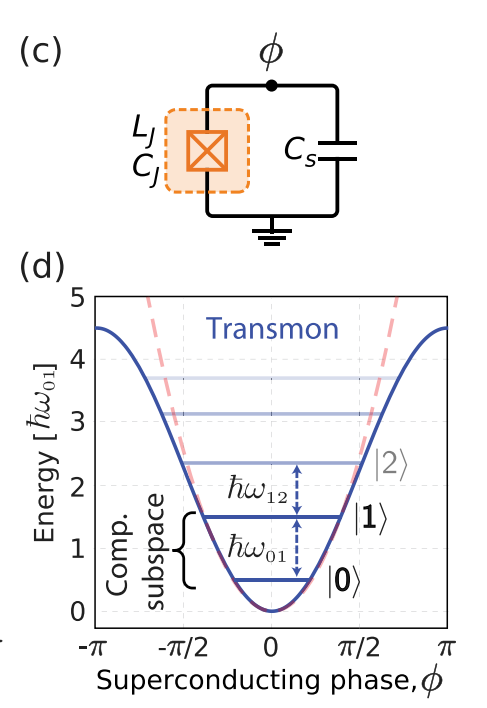 (c)
ϕ
L_J
C_J
C_s
(d)
Energy [ℏω₀₁]
5
4
3
2
1
0
Transmon
|2⟩
ℏω₁₂
|1⟩
ℏω₀₁
|0⟩
Comp.
subspace
-π -π/2 0 π/2 π
Superconducting phase, ϕ